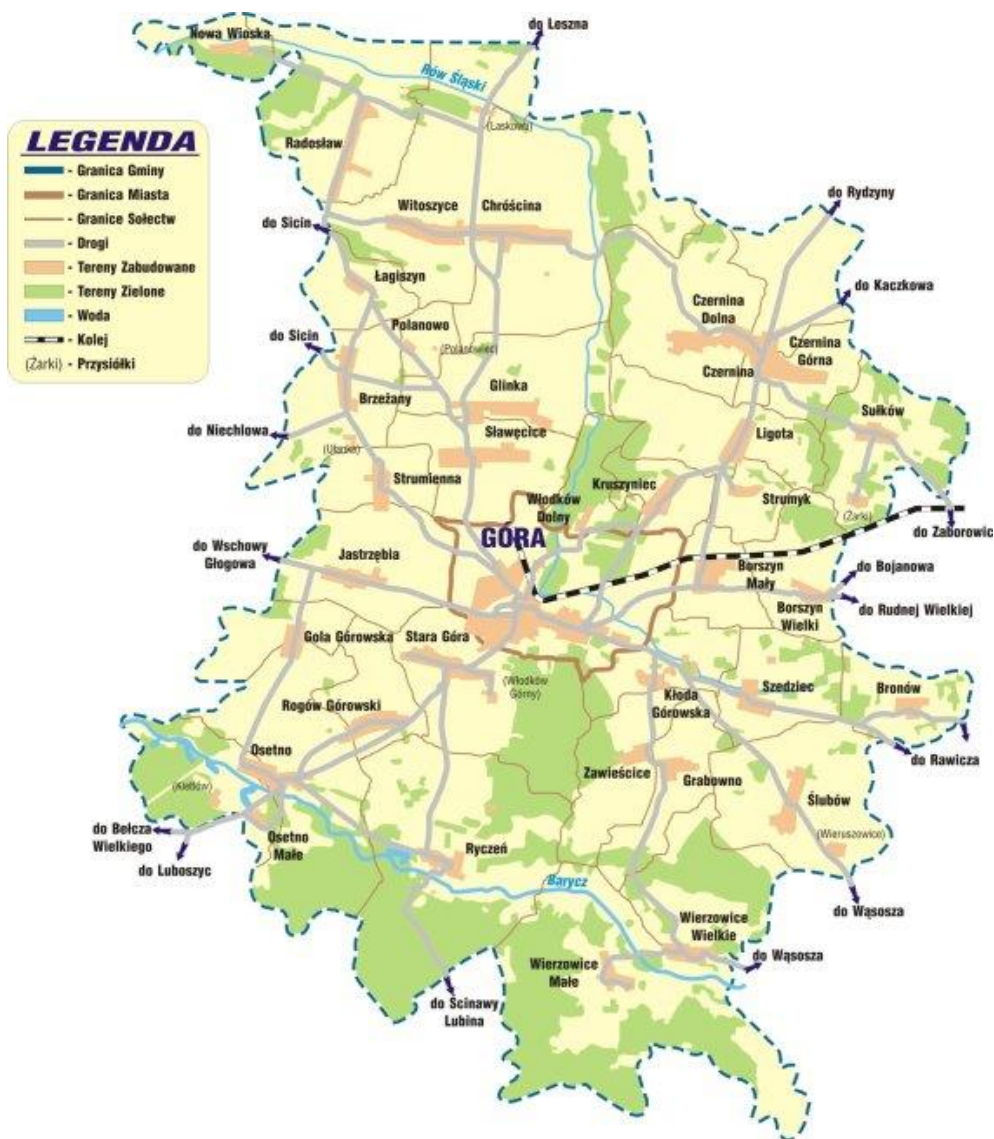 do Leszna
Nowa Wioska
Rów Śląski
(Laskowa)
LEGENDA
- Granica Gminy
- Granica Miasta
- Granice Sołectw
- Drogi
- Tereny Zabudowane
- Tereny Zielone
- Woda
- Kolej
(Żarki) - Przysiółki
Radosław
do Rydzyny
Witoszyce
Chróścina
do Sicin
Łagiszyn
do Kaczkowa
Czernina
Dolna
Polanowo
do Sicin
(Polanowiec)
Czernina
Górna
Czernina
Glinka
Brzeżany
Sułków
do Niechlowa
Sławęcice
Ligota
Strumienna
Kruszyniec
Włodków
Dolny
Strumyk
(Żarki)
do Zaborowic
GÓRA
do Wschowy
Głogowa
Jastrzębia
Borszyn
Mały
do Bojanowa
do Rudnej Wielkiej
Borszyn
Wielki
Gola Górowska
Stara Góra
(Włodków
Górny)
Kłoda
Górowska
Szedziec
Bronów
Rogów Górowski
do Rawicza
Osetno
Zawieścice
Grabowno
Ślubów
(Wieruszowice)
do Bełcza
Wielkiego
do Luboszyc
Osetno
Małe
Ryczeń
Barycz
do Wąsosza
Wierzowice
Wielkie
do Wąsosza
Wierzowice
Małe
do Scinawy
Lubina